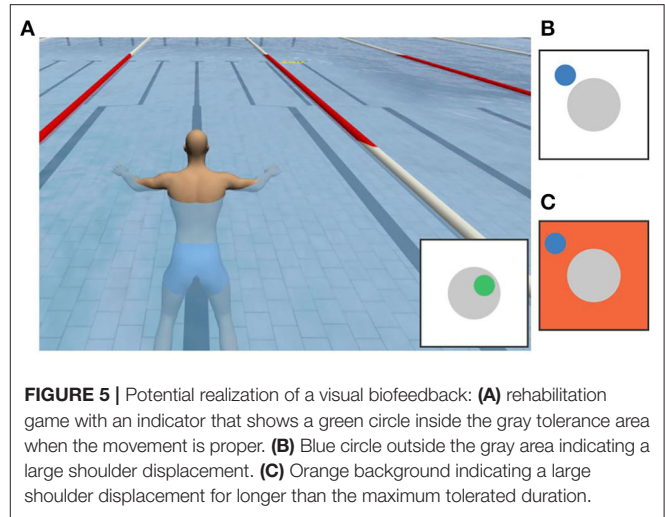 A
B
C
FIGURE 5 | Potential realization of a visual biofeedback: (A) rehabilitation
game with an indicator that shows a green circle inside the gray tolerance area
when the movement is proper. (B) Blue circle outside the gray area indicating a
large shoulder displacement. (C) Orange background indicating a large
shoulder displacement for longer than the maximum tolerated duration.